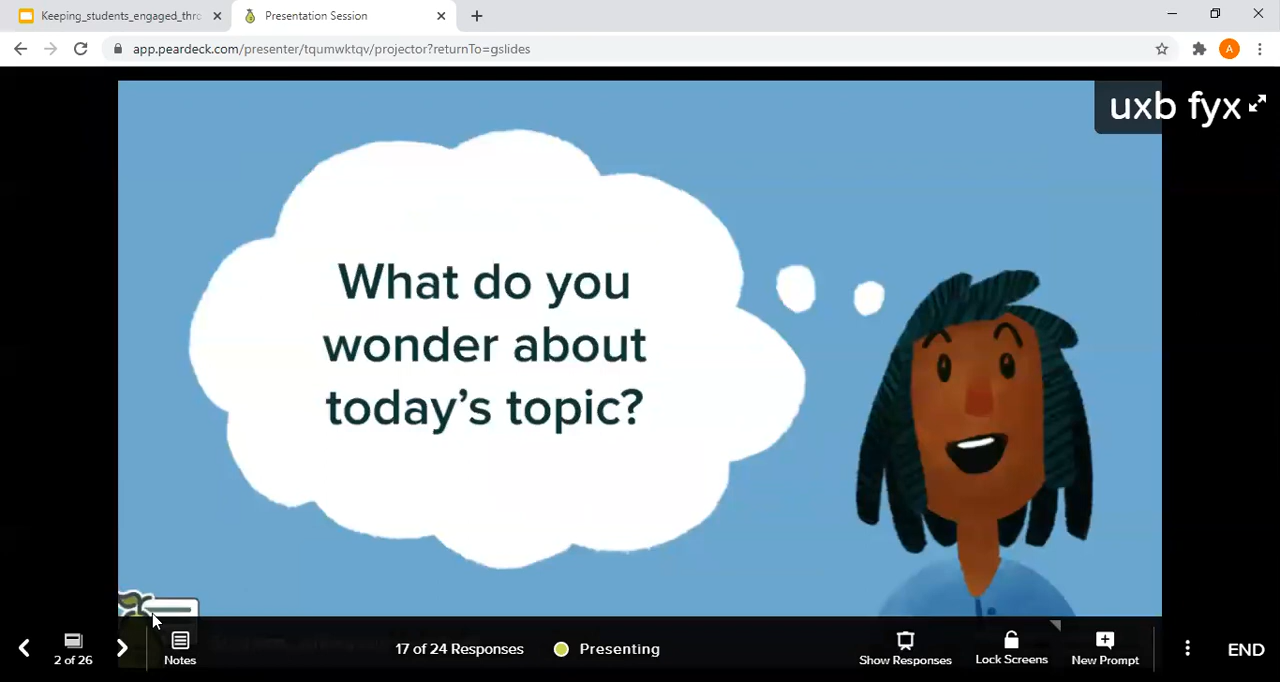 Keeping_students_engaged_thro
Presentation Session
app.peardeck.com/presenter/tqumwktqv/projector?returnTo=gslides
A
uxb fyx
What do you
wonder about
today’s topic?
2 of 26
Notes
17 of 24 Responses
Presenting
Show Responses
Lock Screens
New Prompt
END